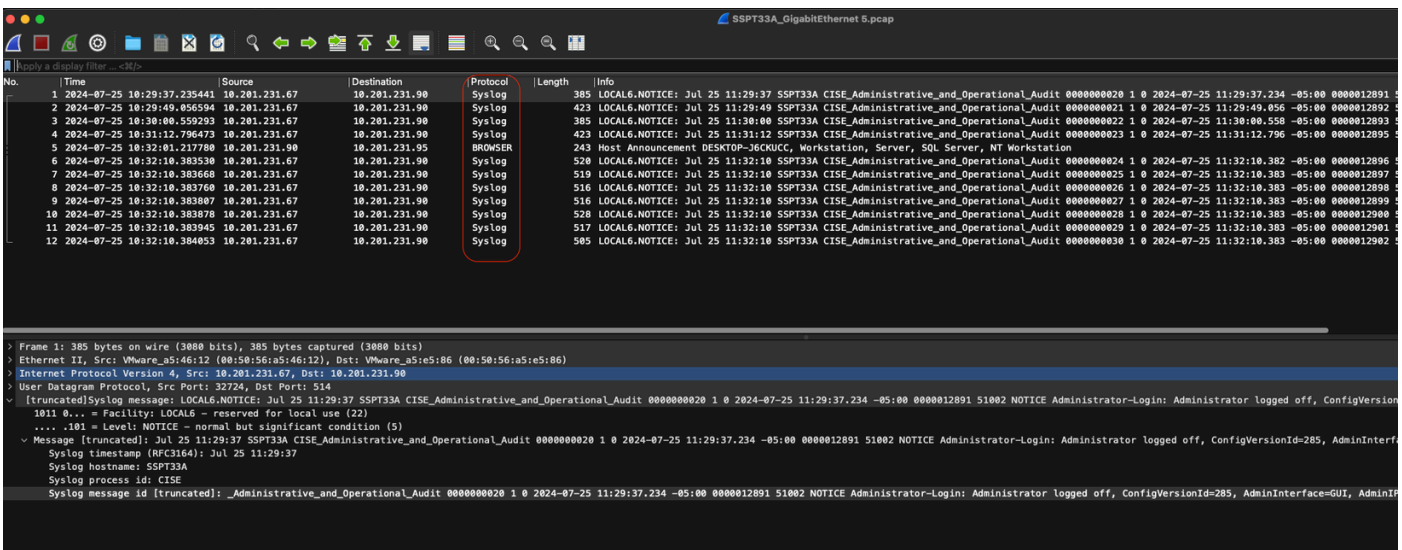 SSPT33A_GigabitEthernet 5.pcap
Apply a display filter ... <⌘/>
No. Time Source Destination Protocol Length Info
1 2024-07-25 10:29:37.235441 10.201.231.67 10.201.231.90 Syslog 385 LOCAL6.NOTICE: Jul 25 11:29:37 SSPT33A CISE_Administrative_and_Operational_Audit 0000000020 1 0 2024-07-25 11:29:37.234 -05:00 0000012891 5
2 2024-07-25 10:29:49.056594 10.201.231.67 10.201.231.90 Syslog 423 LOCAL6.NOTICE: Jul 25 11:29:49 SSPT33A CISE_Administrative_and_Operational_Audit 0000000021 1 0 2024-07-25 11:29:49.056 -05:00 0000012892 5
3 2024-07-25 10:30:00.559293 10.201.231.67 10.201.231.90 Syslog 385 LOCAL6.NOTICE: Jul 25 11:30:00 SSPT33A CISE_Administrative_and_Operational_Audit 0000000022 1 0 2024-07-25 11:30:00.558 -05:00 0000012893 5
4 2024-07-25 10:31:12.796473 10.201.231.67 10.201.231.90 Syslog 423 LOCAL6.NOTICE: Jul 25 11:31:12 SSPT33A CISE_Administrative_and_Operational_Audit 0000000023 1 0 2024-07-25 11:31:12.796 -05:00 0000012895 5
5 2024-07-25 10:32:01.217780 10.201.231.90 10.201.231.95 BROWSER 243 Host Announcement DESKTOP-J6CKUCC, Workstation, Server, SQL Server, NT Workstation
6 2024-07-25 10:32:10.383530 10.201.231.67 10.201.231.90 Syslog 520 LOCAL6.NOTICE: Jul 25 11:32:10 SSPT33A CISE_Administrative_and_Operational_Audit 0000000024 1 0 2024-07-25 11:32:10.382 -05:00 0000012896 5
7 2024-07-25 10:32:10.383668 10.201.231.67 10.201.231.90 Syslog 519 LOCAL6.NOTICE: Jul 25 11:32:10 SSPT33A CISE_Administrative_and_Operational_Audit 0000000025 1 0 2024-07-25 11:32:10.383 -05:00 0000012897 5
8 2024-07-25 10:32:10.383760 10.201.231.67 10.201.231.90 Syslog 516 LOCAL6.NOTICE: Jul 25 11:32:10 SSPT33A CISE_Administrative_and_Operational_Audit 0000000026 1 0 2024-07-25 11:32:10.383 -05:00 0000012898 5
9 2024-07-25 10:32:10.383807 10.201.231.67 10.201.231.90 Syslog 516 LOCAL6.NOTICE: Jul 25 11:32:10 SSPT33A CISE_Administrative_and_Operational_Audit 0000000027 1 0 2024-07-25 11:32:10.383 -05:00 0000012899 5
10 2024-07-25 10:32:10.383878 10.201.231.67 10.201.231.90 Syslog 528 LOCAL6.NOTICE: Jul 25 11:32:10 SSPT33A CISE_Administrative_and_Operational_Audit 0000000028 1 0 2024-07-25 11:32:10.383 -05:00 0000012900 5
11 2024-07-25 10:32:10.383945 10.201.231.67 10.201.231.90 Syslog 517 LOCAL6.NOTICE: Jul 25 11:32:10 SSPT33A CISE_Administrative_and_Operational_Audit 0000000029 1 0 2024-07-25 11:32:10.383 -05:00 0000012901 5
12 2024-07-25 10:32:10.384053 10.201.231.67 10.201.231.90 Syslog 505 LOCAL6.NOTICE: Jul 25 11:32:10 SSPT33A CISE_Administrative_and_Operational_Audit 0000000030 1 0 2024-07-25 11:32:10.383 -05:00 0000012902 5
Frame 1: 385 bytes on wire (3080 bits), 385 bytes captured (3080 bits)
Ethernet II, Src: VMware_a5:46:12 (00:50:56:a5:46:12), Dst: VMware_a5:e5:86 (00:50:56:a5:e5:86)
Internet Protocol Version 4, Src: 10.201.231.67, Dst: 10.201.231.90
User Datagram Protocol, Src Port: 32724, Dst Port: 514
[truncated]Syslog message: LOCAL6.NOTICE: Jul 25 11:29:37 SSPT33A CISE_Administrative_and_Operational_Audit 0000000020 1 0 2024-07-25 11:29:37.234 -05:00 0000012891 51002 NOTICE Administrator-Login: Administrator logged off, ConfigVersion
1011 0... = Facility: LOCAL6 - reserved for local use (22)
.... .101 = Level: NOTICE - normal but significant condition (5)
Message [truncated]: Jul 25 11:29:37 SSPT33A CISE_Administrative_and_Operational_Audit 0000000020 1 0 2024-07-25 11:29:37.234 -05:00 0000012891 51002 NOTICE Administrator-Login: Administrator logged off, ConfigVersionId=285, AdminInterfa
Syslog timestamp (RFC3164): Jul 25 11:29:37
Syslog hostname: SSPT33A
Syslog process id: CISE
Syslog message id [truncated]: _Administrative_and_Operational_Audit 0000000020 1 0 2024-07-25 11:29:37.234 -05:00 0000012891 51002 NOTICE Administrator-Login: Administrator logged off, ConfigVersionId=285, AdminInterface=GUI, AdminIP